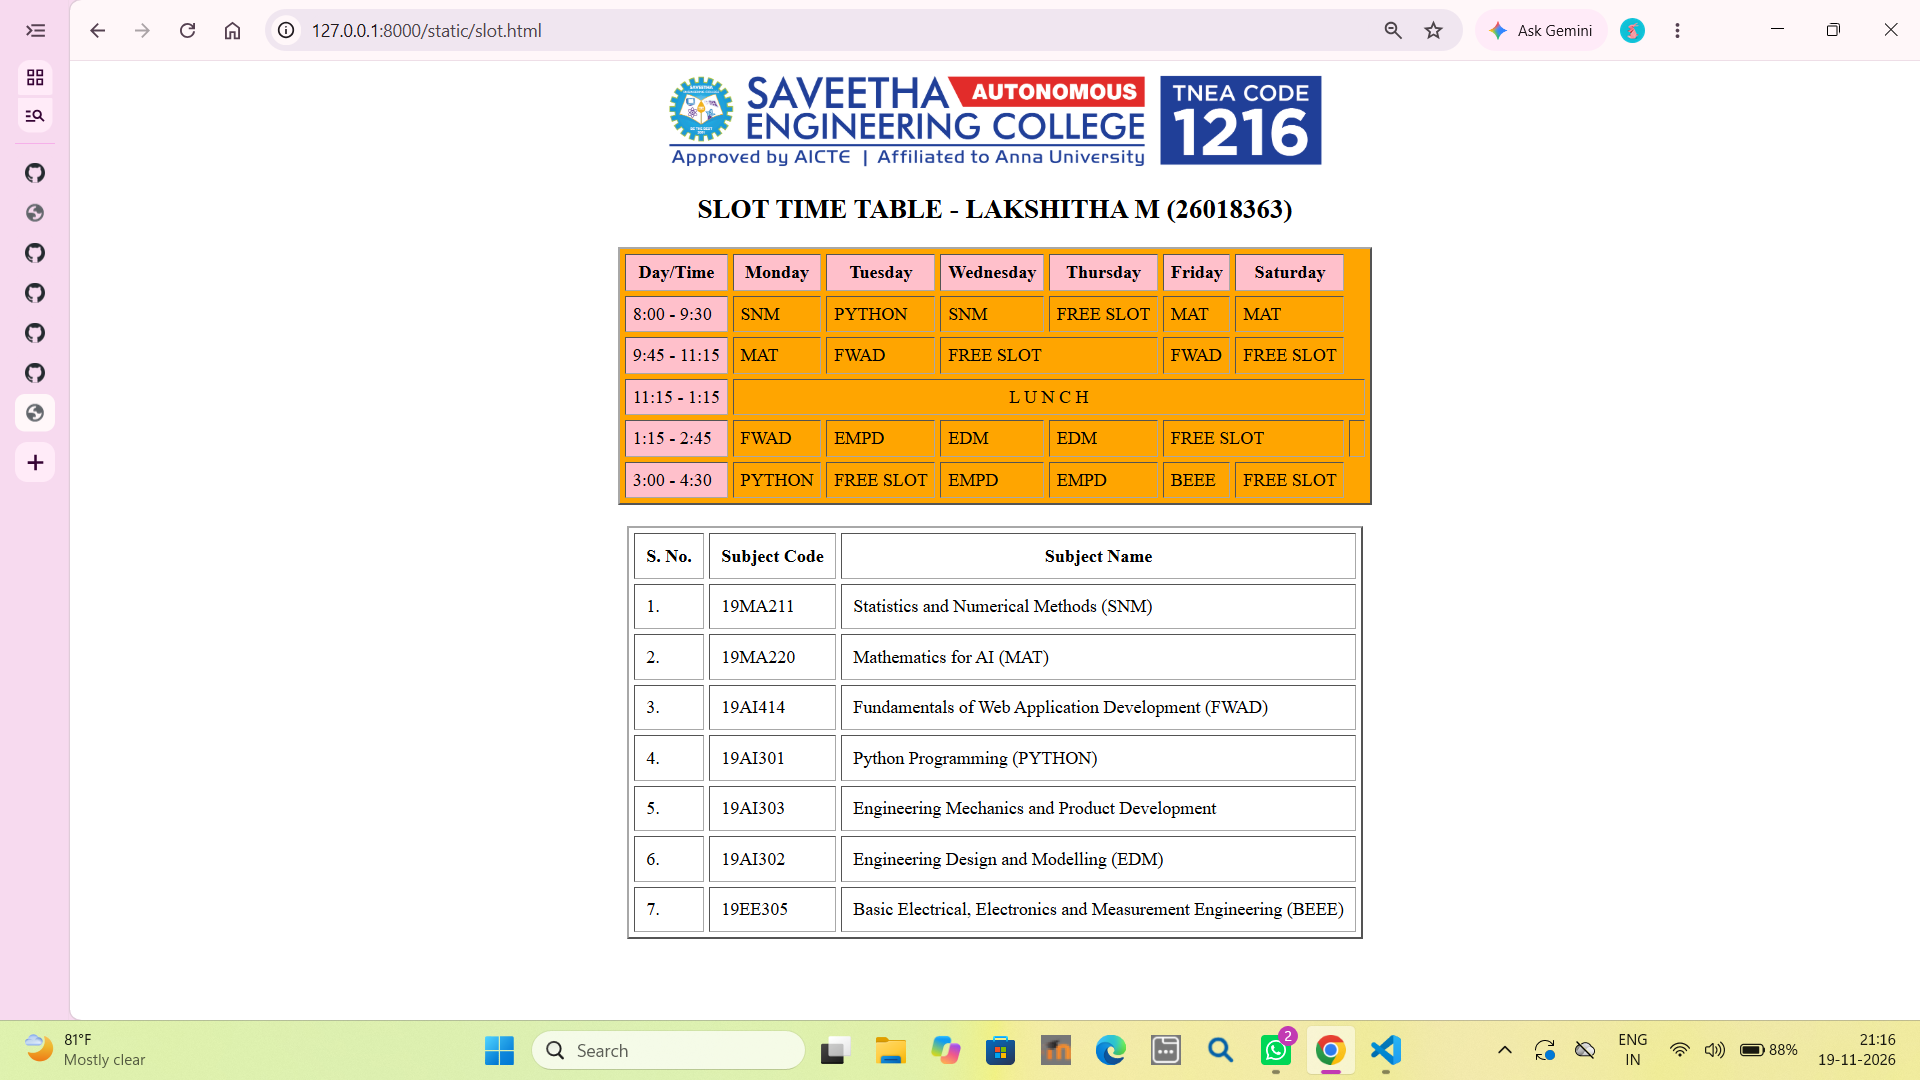 127.0.0.1:8000/static/slot.html
Ask Gemini
SAVEETHA AUTONOMOUS
ENGINEERING COLLEGE
Approved by AICTE | Affiliated to Anna University
TNEA CODE
1216
SLOT TIME TABLE - LAKSHITHA M (26018363)
Day/Time Monday Tuesday Wednesday Thursday Friday Saturday
8:00 - 9:30 SNM PYTHON SNM FREE SLOT MAT MAT
9:45 - 11:15 MAT FWAD FREE SLOT FWAD FREE SLOT
11:15 - 1:15 L U N C H
1:15 - 2:45 FWAD EMPD EDM EDM FREE SLOT
3:00 - 4:30 PYTHON FREE SLOT EMPD EMPD BEEE FREE SLOT
S. No. Subject Code Subject Name
1. 19MA211 Statistics and Numerical Methods (SNM)
2. 19MA220 Mathematics for AI (MAT)
3. 19AI414 Fundamentals of Web Application Development (FWAD)
4. 19AI301 Python Programming (PYTHON)
5. 19AI303 Engineering Mechanics and Product Development
6. 19AI302 Engineering Design and Modelling (EDM)
7. 19EE305 Basic Electrical, Electronics and Measurement Engineering (BEEE)
81°F
Mostly clear
Search
2
ENG
IN
88%
21:16
19-11-2026